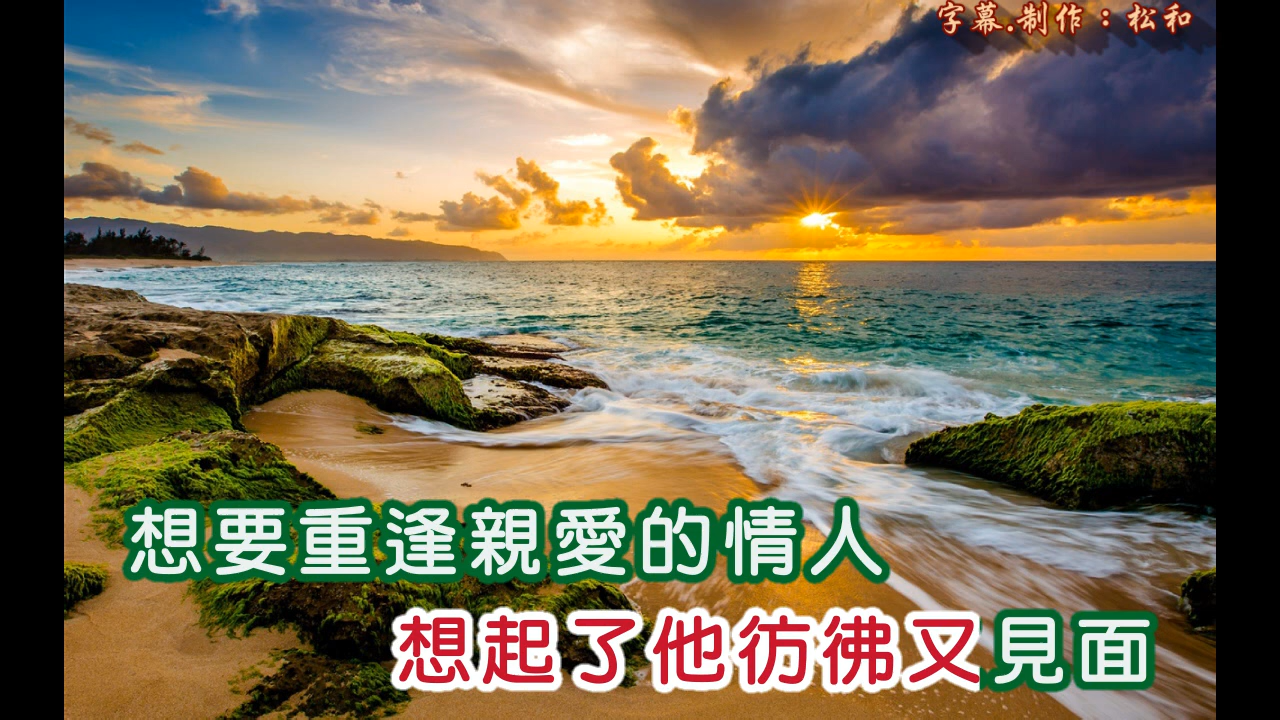 字幕.制作：松和
想要重逢親愛的情人
想起了他彷彿又見面